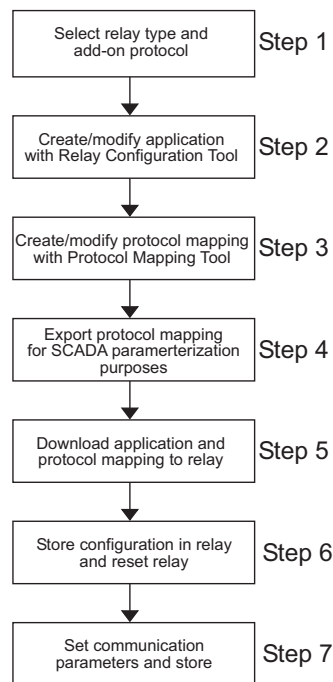 Select relay type and
add-on protocol
Step 1
Create/modify application
with Relay Configuration Tool
Step 2
Create/modify protocol mapping
with Protocol Mapping Tool
Step 3
Export protocol mapping
for SCADA paramerterization
purposes
Step 4
Download application and
protocol mapping to relay
Step 5
Store configuration in relay
and reset relay
Step 6
Set communication
parameters and store
Step 7